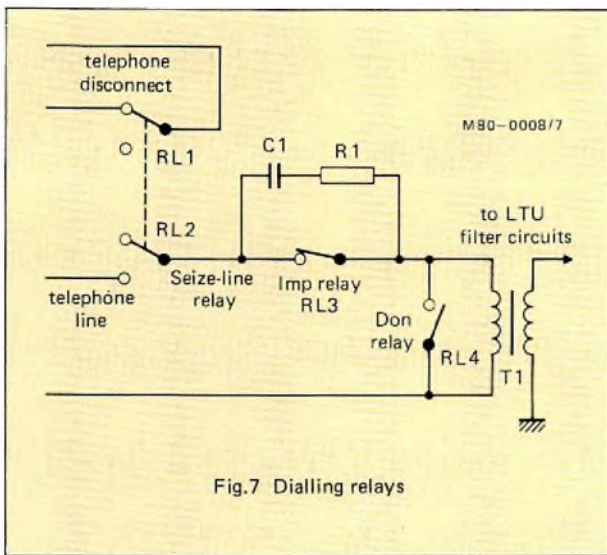 telephone
disconnect
M80-0008/7
RL1
C1
R1
RL2
to LTU
filter circuits
Seize-line
relay
Imp relay
RL3
telephone
line
Don
relay
RL4
T1
Fig.7 Dialling relays